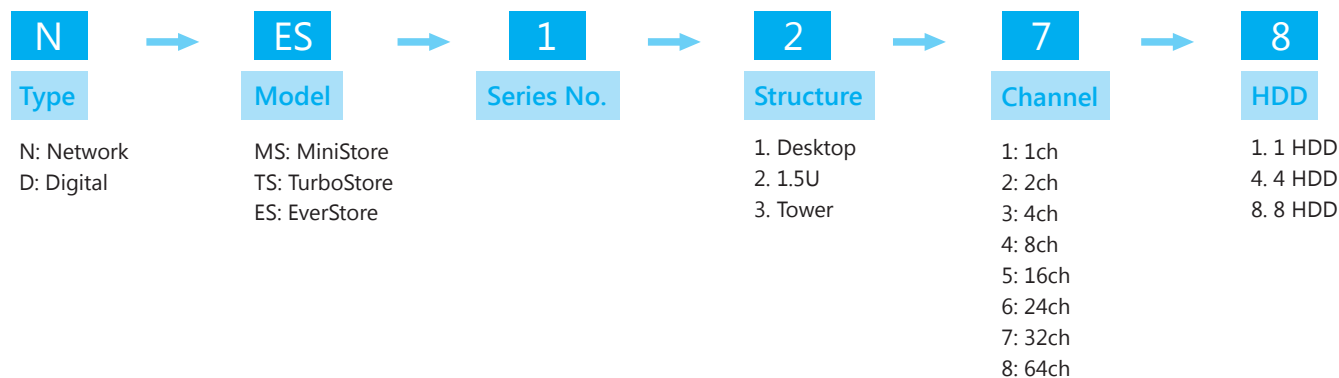 N ES 1 2 7 8
Type Model Series No. Structure Channel HDD
N: Network
D: Digital
MS: MiniStore
TS: TurboStore
ES: EverStore
1. Desktop
2. 1.5U
3. Tower
1: 1ch
2: 2ch
3: 4ch
4: 8ch
5: 16ch
6: 24ch
7: 32ch
8: 64ch
1. 1 HDD
4. 4 HDD
8. 8 HDD